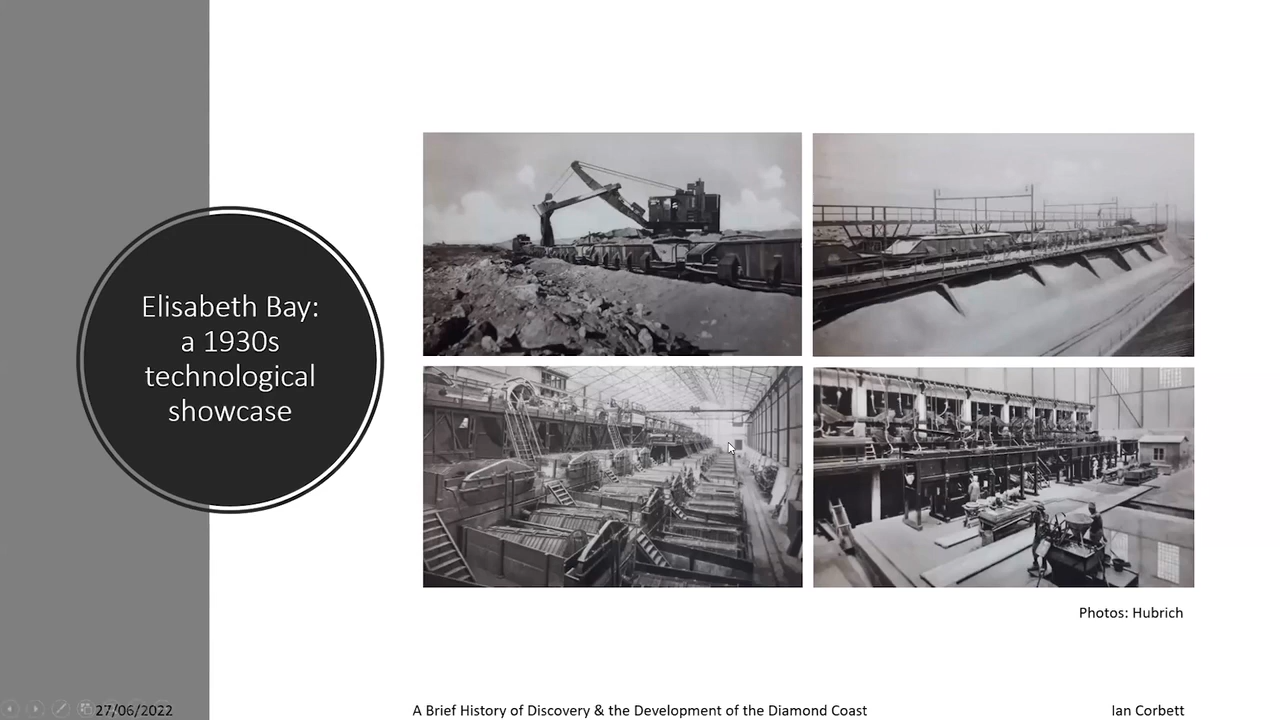 Elisabeth Bay:
a 1930s
technological
showcase
Photos: Hubrich
27/06/2022
A Brief History of Discovery & the Development of the Diamond Coast
Ian Corbett